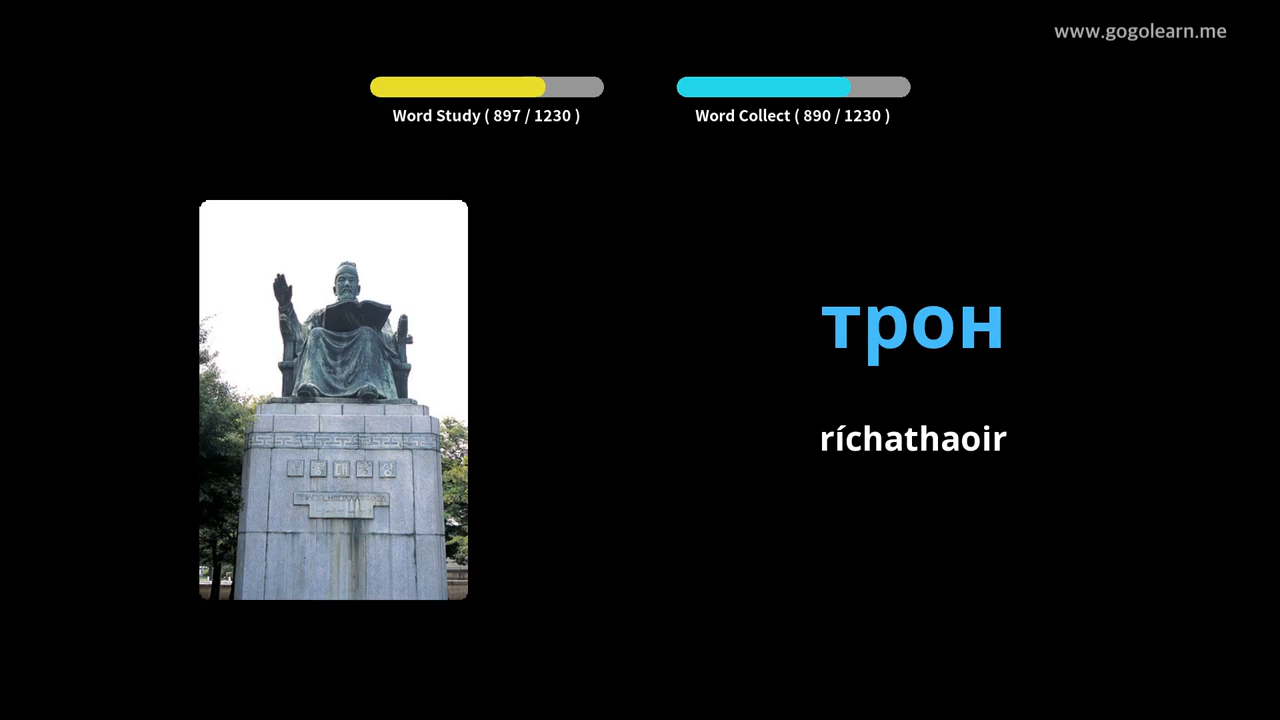 www.gogolearn.me
Word Study ( 897 / 1230 )
Word Collect ( 890 / 1230 )
трон
ríchathaoir